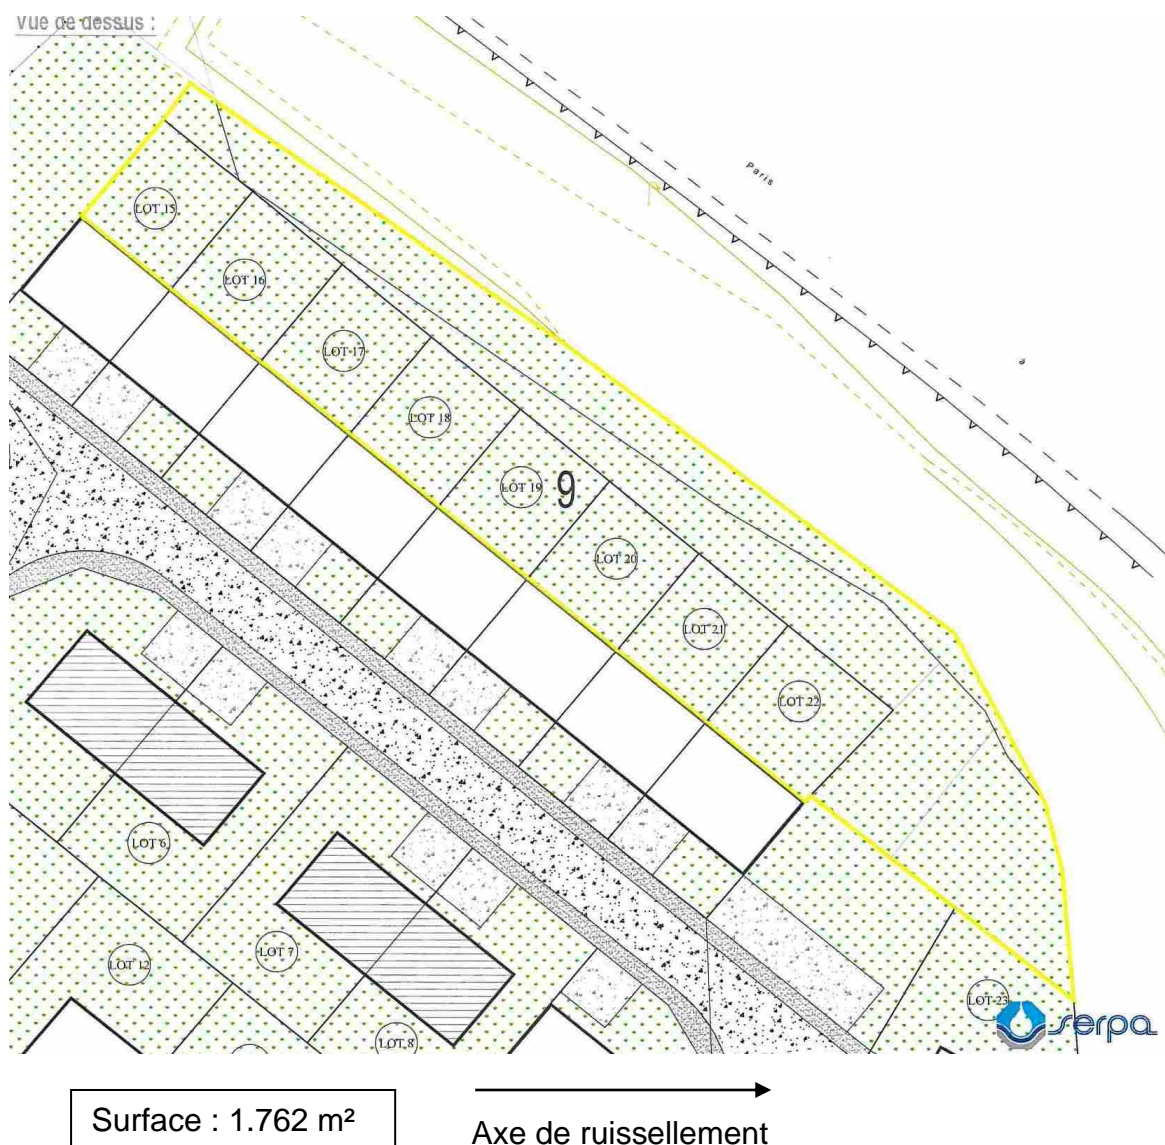 Vue de dessus :
Paris
à
LOT 15
LOT 16
LOT 17
LOT 18
LOT 19
9
LOT 20
LOT 21
LOT 22
LOT 6
LOT 7
LOT 12
LOT 23
LOT 8
serpa
Surface : 1.762 m²
Axe de ruissellement